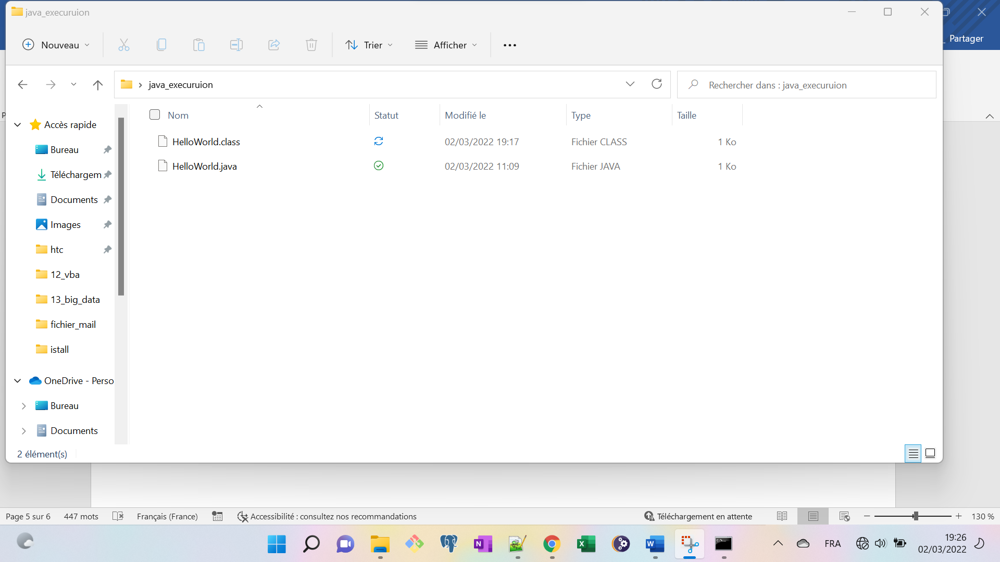 java_execuruion
Partager
Nouveau
Trier
Afficher
java_execuruion
Rechercher dans : java_execuruion
P
Nom
Statut
Modifié le
Type
Taille
Accès rapide
HelloWorld.class
02/03/2022 19:17
Fichier CLASS
1 Ko
Bureau
HelloWorld.java
02/03/2022 11:09
Fichier JAVA
1 Ko
Téléchargem
Documents
Images
htc
12_vba
13_big_data
fichier_mail
istall
OneDrive - Perso
Bureau
Documents
2 élément(s)
Page 5 sur 6
447 mots
Français (France)
Accessibilité : consultez nos recommandations
Téléchargement en attente
130 %
FRA
19:26
02/03/2022